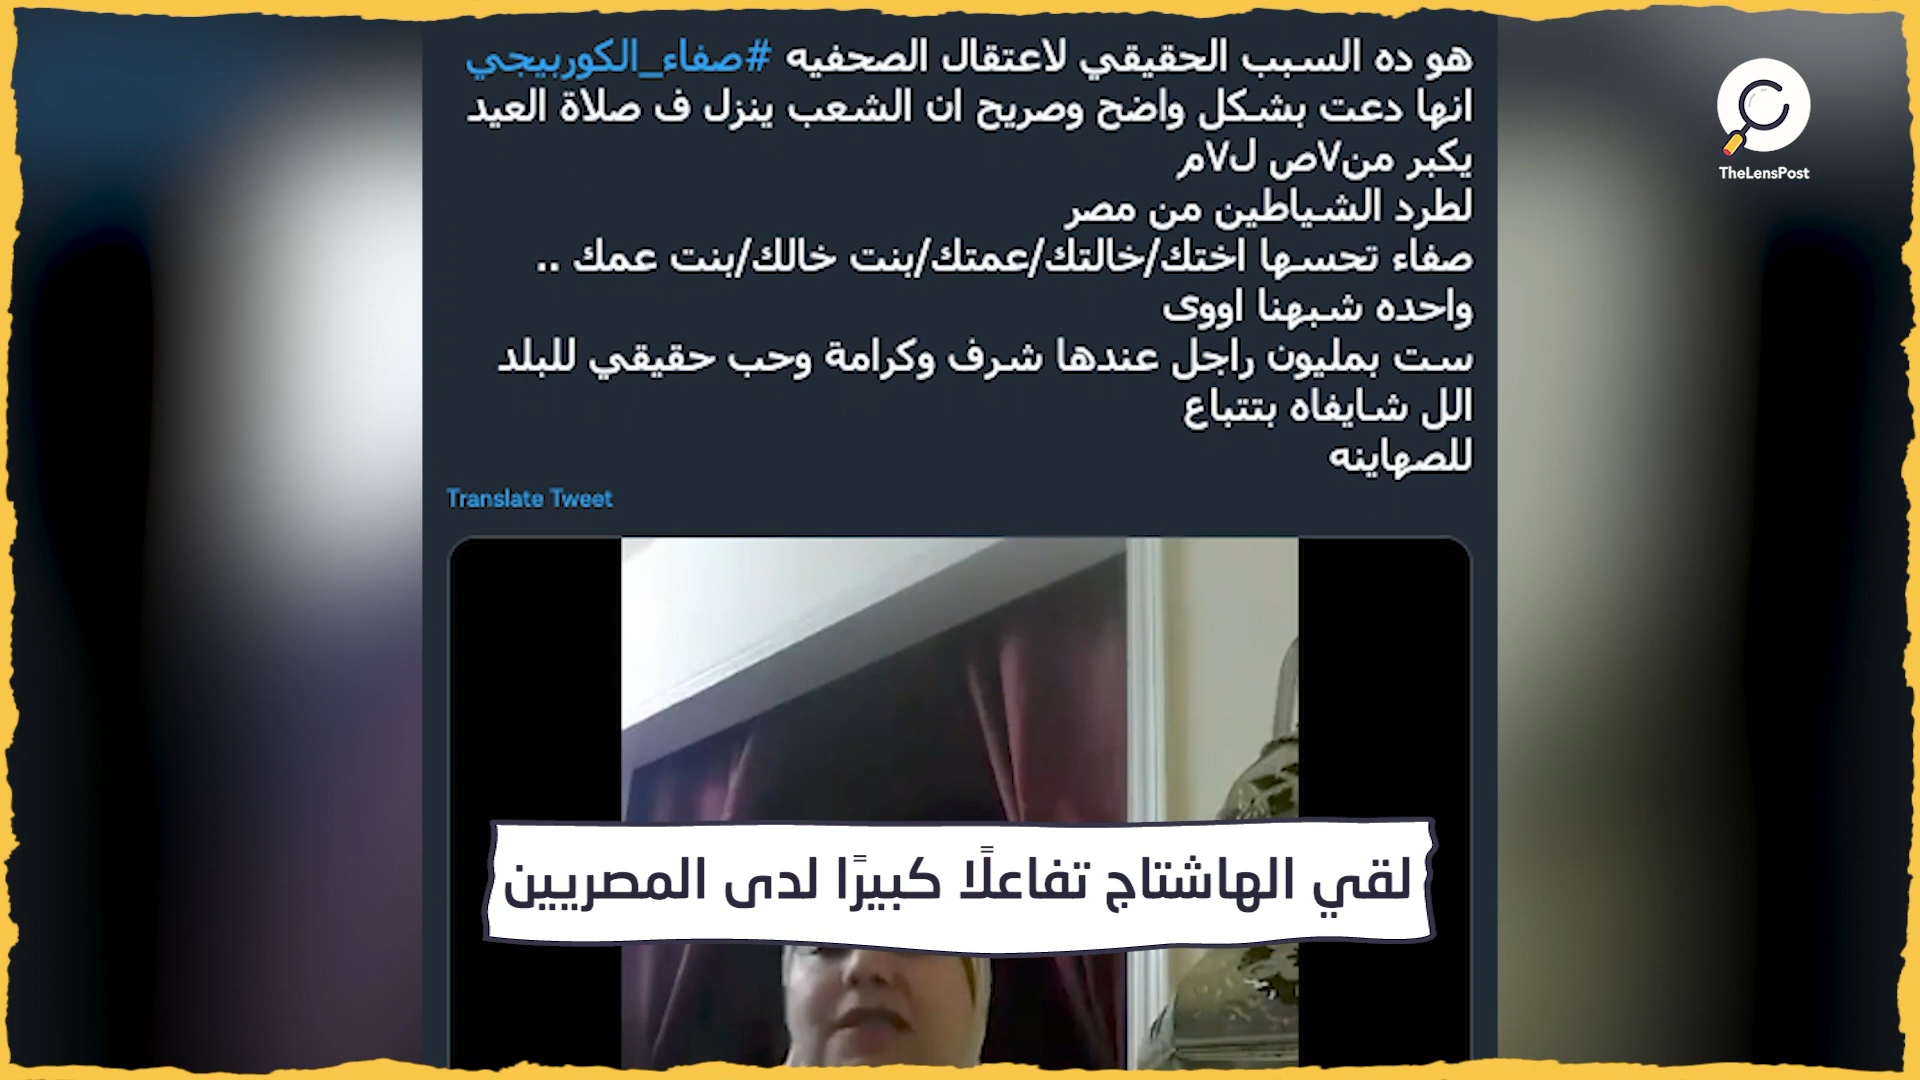 هو ده السبب الحقيقي لاعتقال الصحفيه #صفاء_الكوربيجي
انها دعت بشكل واضح وصريح ان الشعب ينزل ف صلاة العيد
يكبر من٧ص ل٧م
لطرد الشياطين من مصر
صفاء تحسها اختك/خالتك/عمتك/بنت خالك/بنت عمك ..
واحده شبهنا اووى
ست بمليون راجل عندها شرف وكرامة وحب حقيقي للبلد
الل شايفاه بتتباع
للصهاينه
Translate Tweet
TheLensPost
لقي الهاشتاج تفاعلًا كبيرًا لدى المصريين